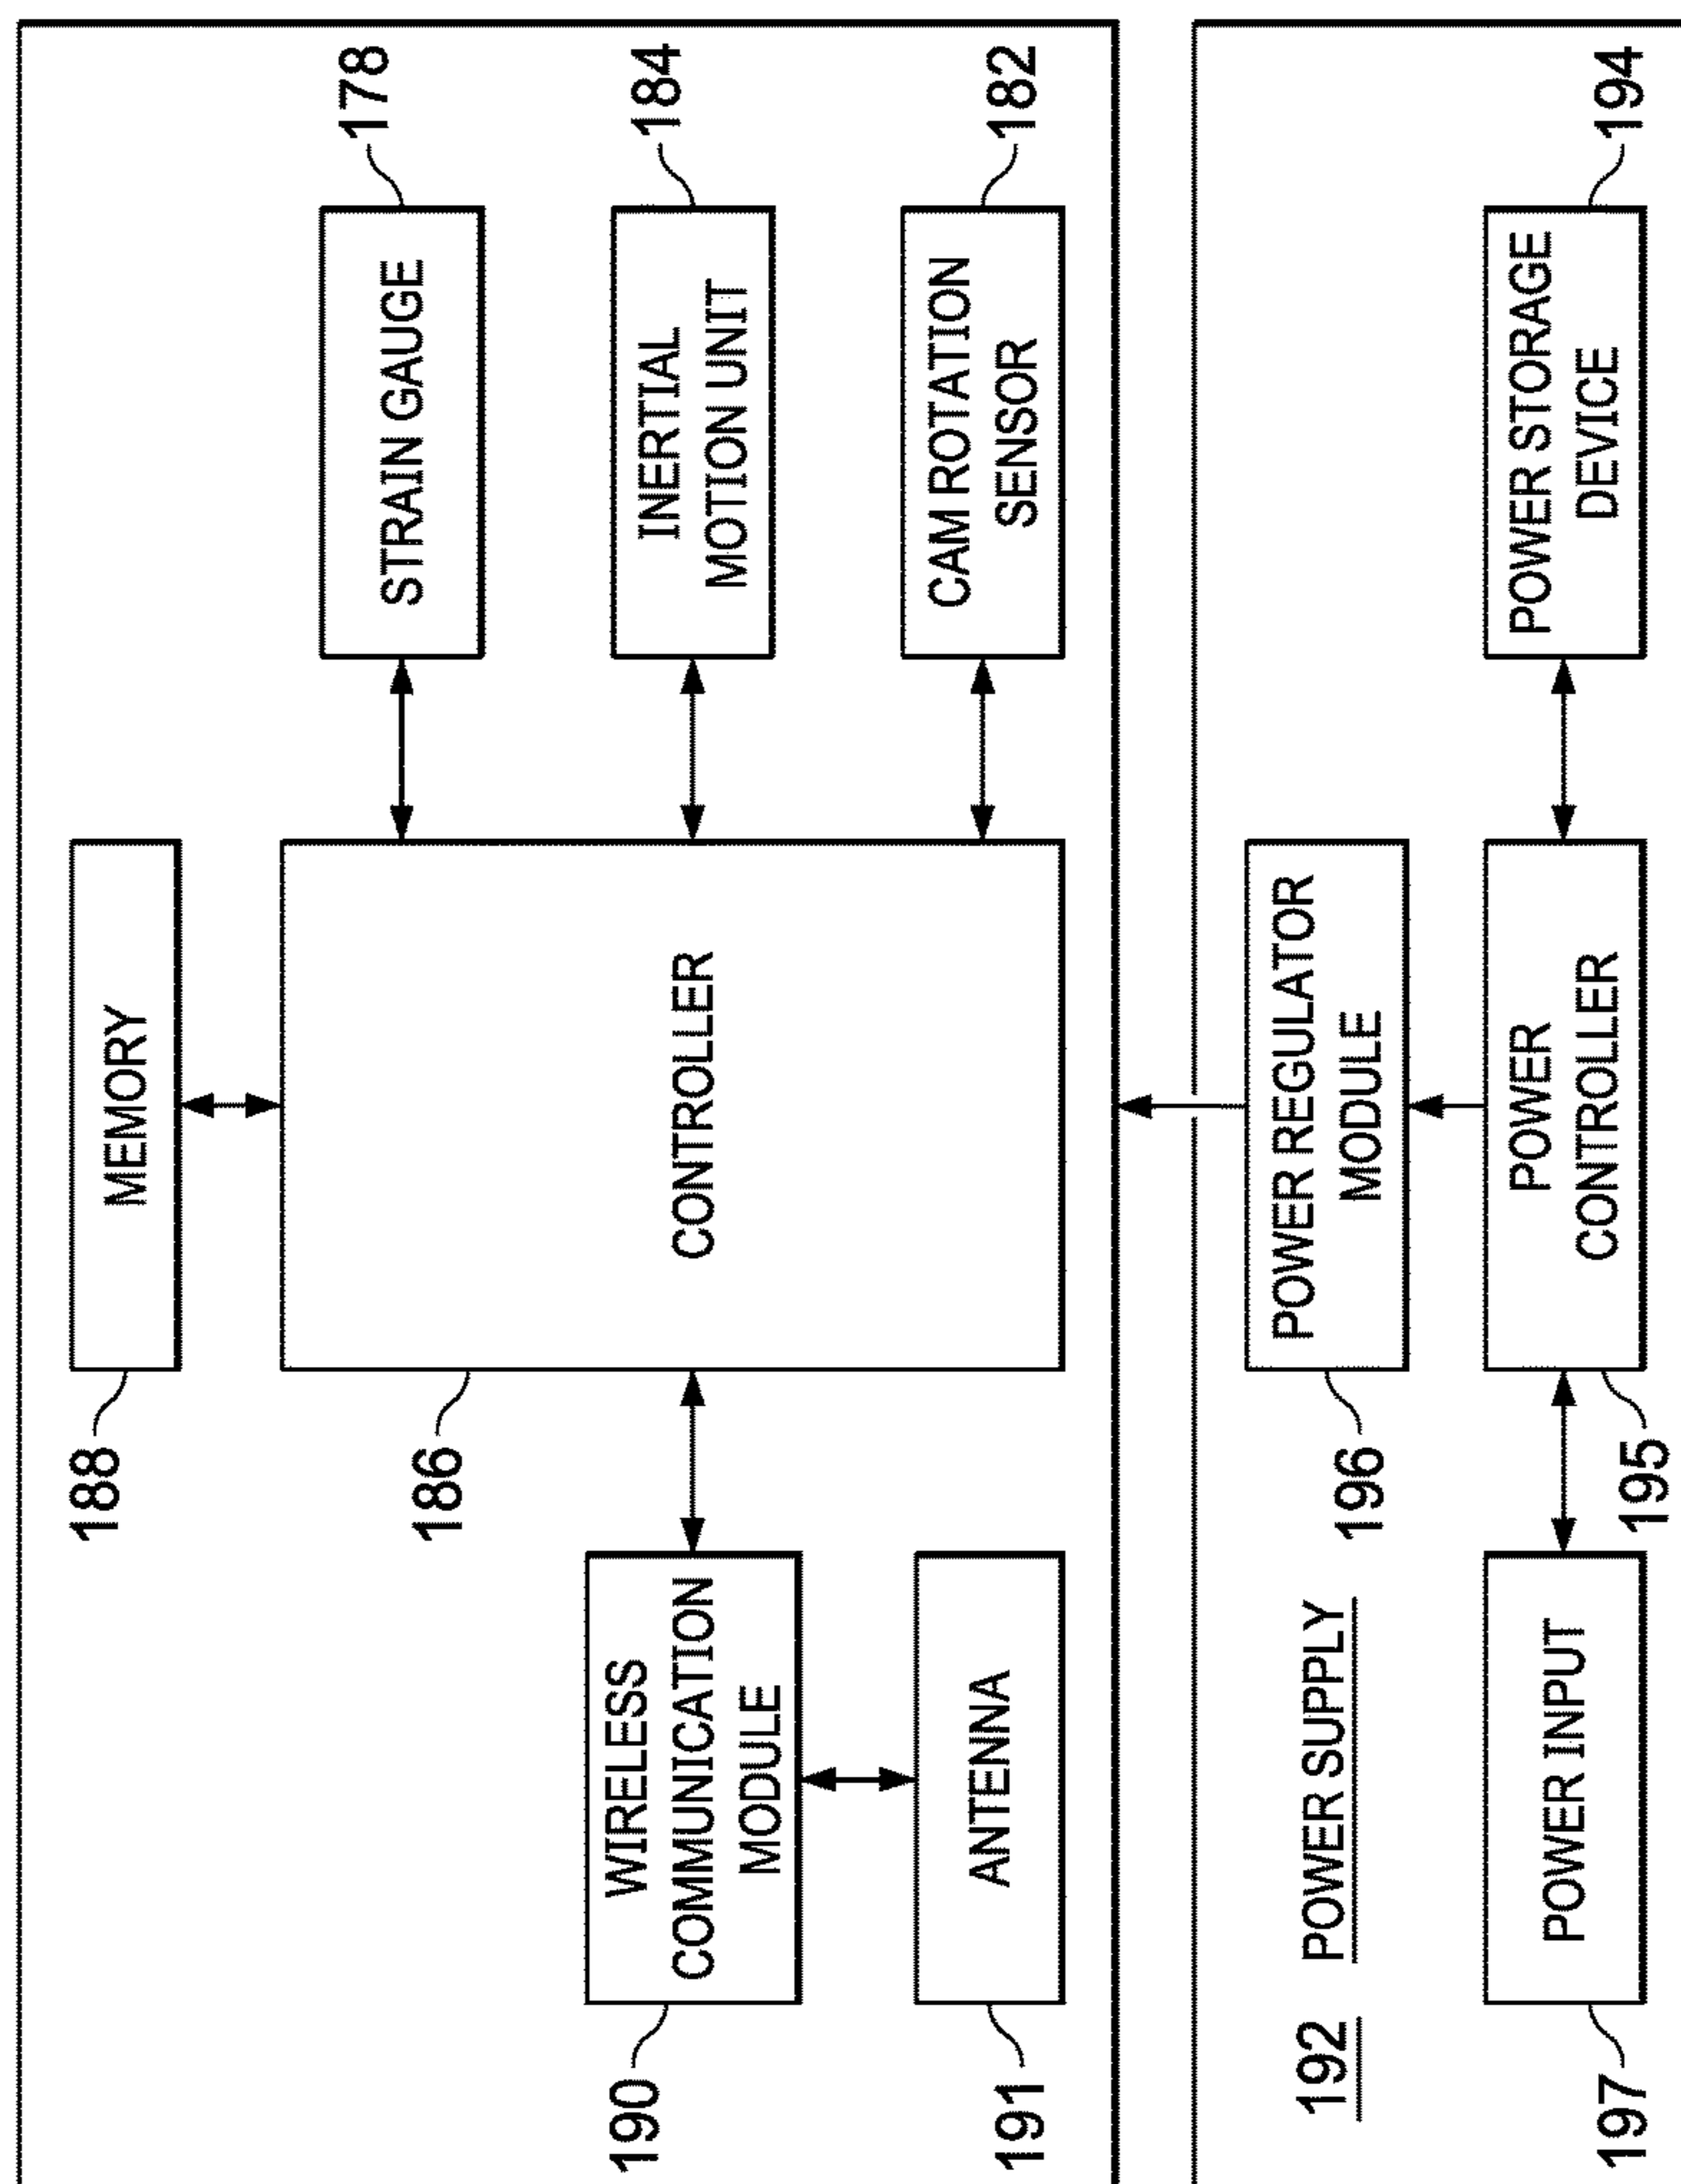 188
MEMORY
178
STRAIN GAUGE
186
CONTROLLER
184
INERTIAL
MOTION UNIT
190
WIRELESS
COMMUNICATION
MODULE
182
CAM ROTATION
SENSOR
191
ANTENNA
192 POWER SUPPLY
196
POWER REGULATOR
MODULE
197
POWER INPUT
195
POWER
CONTROLLER
194
POWER STORAGE
DEVICE